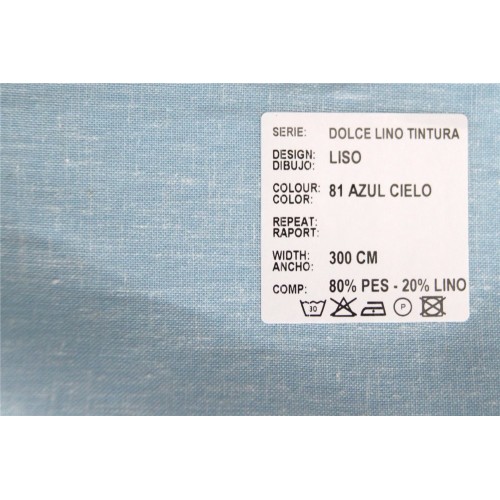 SERIE: DOLCE LINO TINTURA
DESIGN: LISO
DIBUJO:
COLOUR: 81 AZUL CIELO
COLOR:
REPEAT:
RAPORT:
WIDTH: 300 CM
ANCHO:
COMP: 80% PES - 20% LINO
30 P